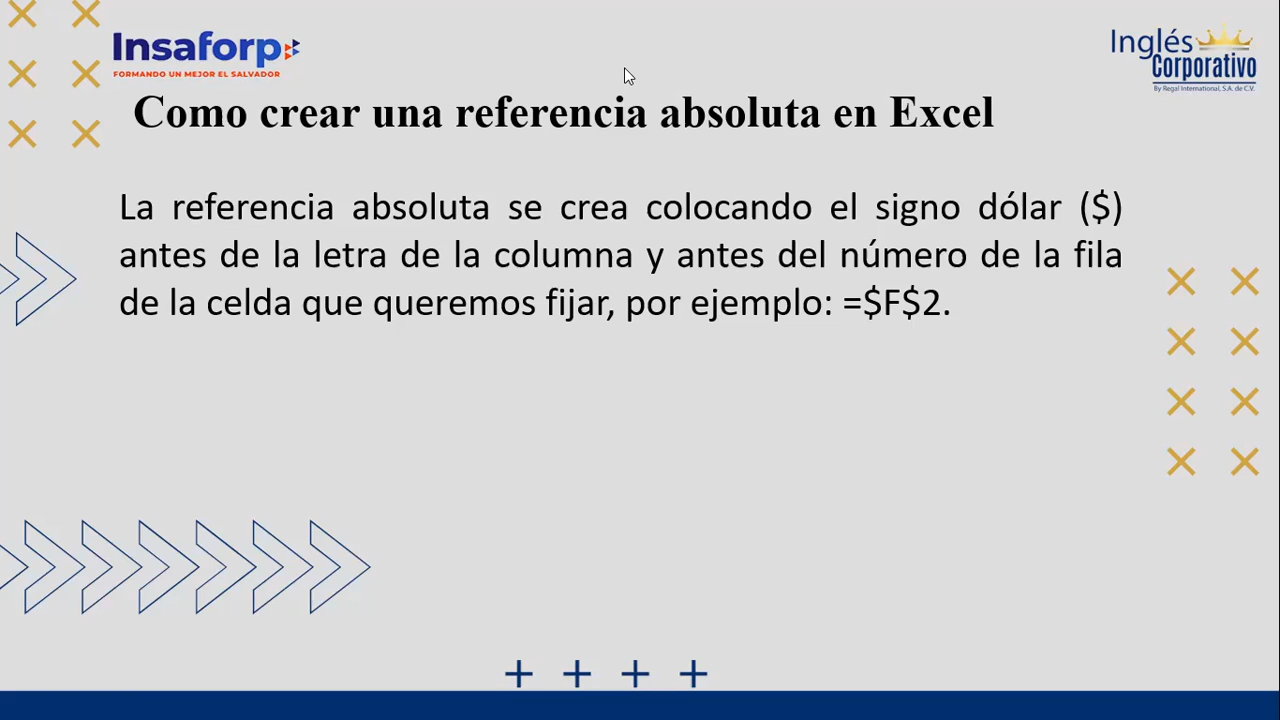 Insaforp
FORMANDO UN MEJOR EL SALVADOR
Inglés
Corporativo
By Regal International, S.A. de C.V.
Como crear una referencia absoluta en Excel
La referencia absoluta se crea colocando el signo dólar ($)
antes de la letra de la columna y antes del número de la fila
de la celda que queremos fijar, por ejemplo: =$F$2.